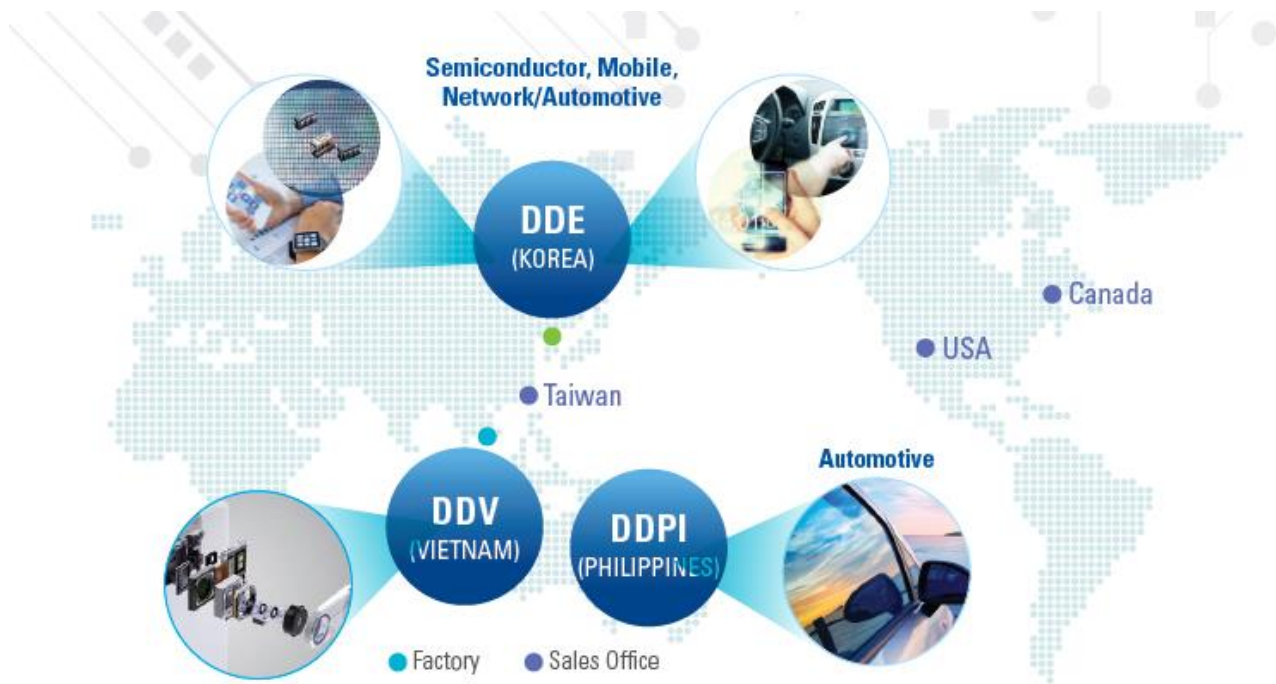 Semiconductor, Mobile,
Network/Automotive
DDE
(KOREA)
Canada
USA
Taiwan
Automotive
DDV
(VIETNAM)
DDPI
(PHILIPPINES)
Factory
Sales Office